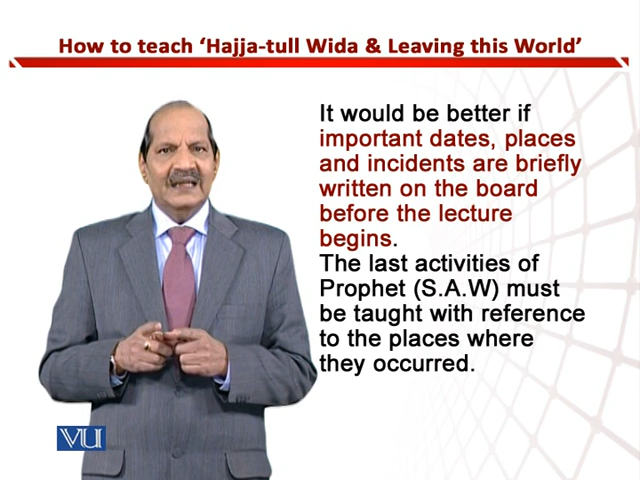 How to teach ‘Hajja-tull Wida & Leaving this World’
It would be better if
important dates, places
and incidents are briefly
written on the board
before the lecture
begins.
The last activities of
Prophet (S.A.W) must
be taught with reference
to the places where
they occurred.
VU